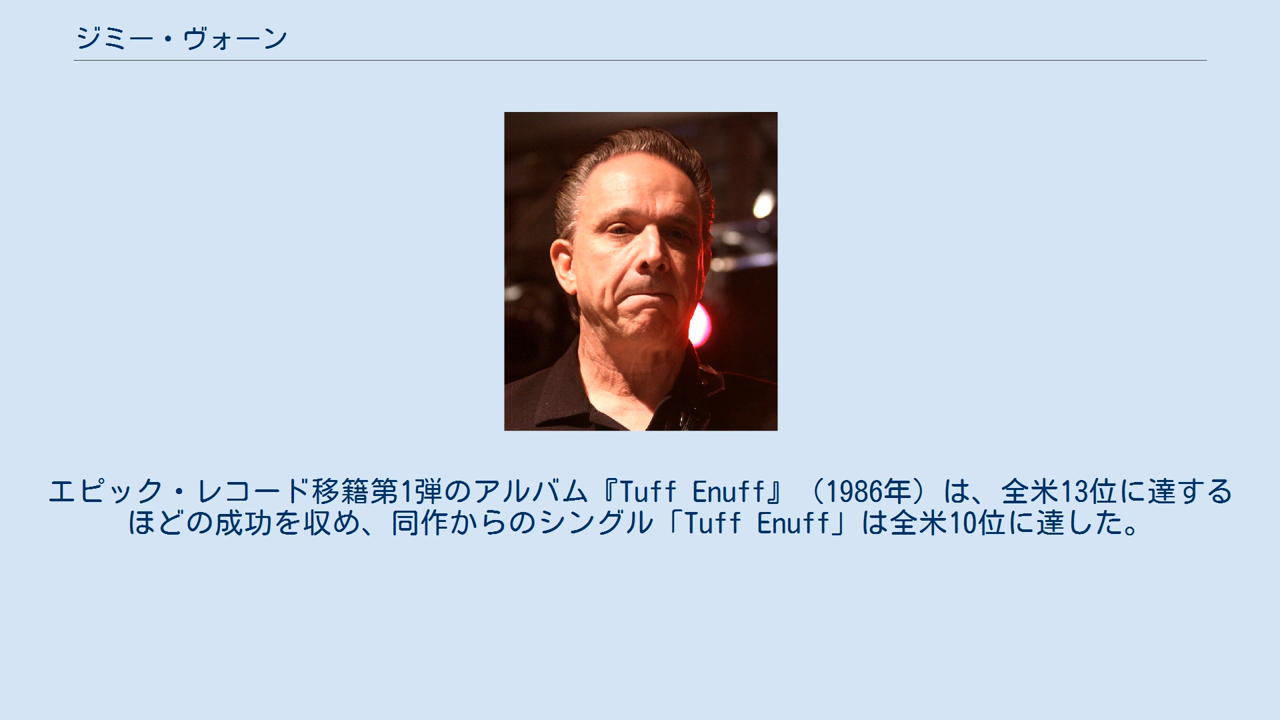 ジミー・ヴォーン
エピック・レコード移籍第1弾のアルバム『Tuff Enuff』（1986年）は、全米13位に達する
ほどの成功を収め、同作からのシングル「Tuff Enuff」は全米10位に達した。